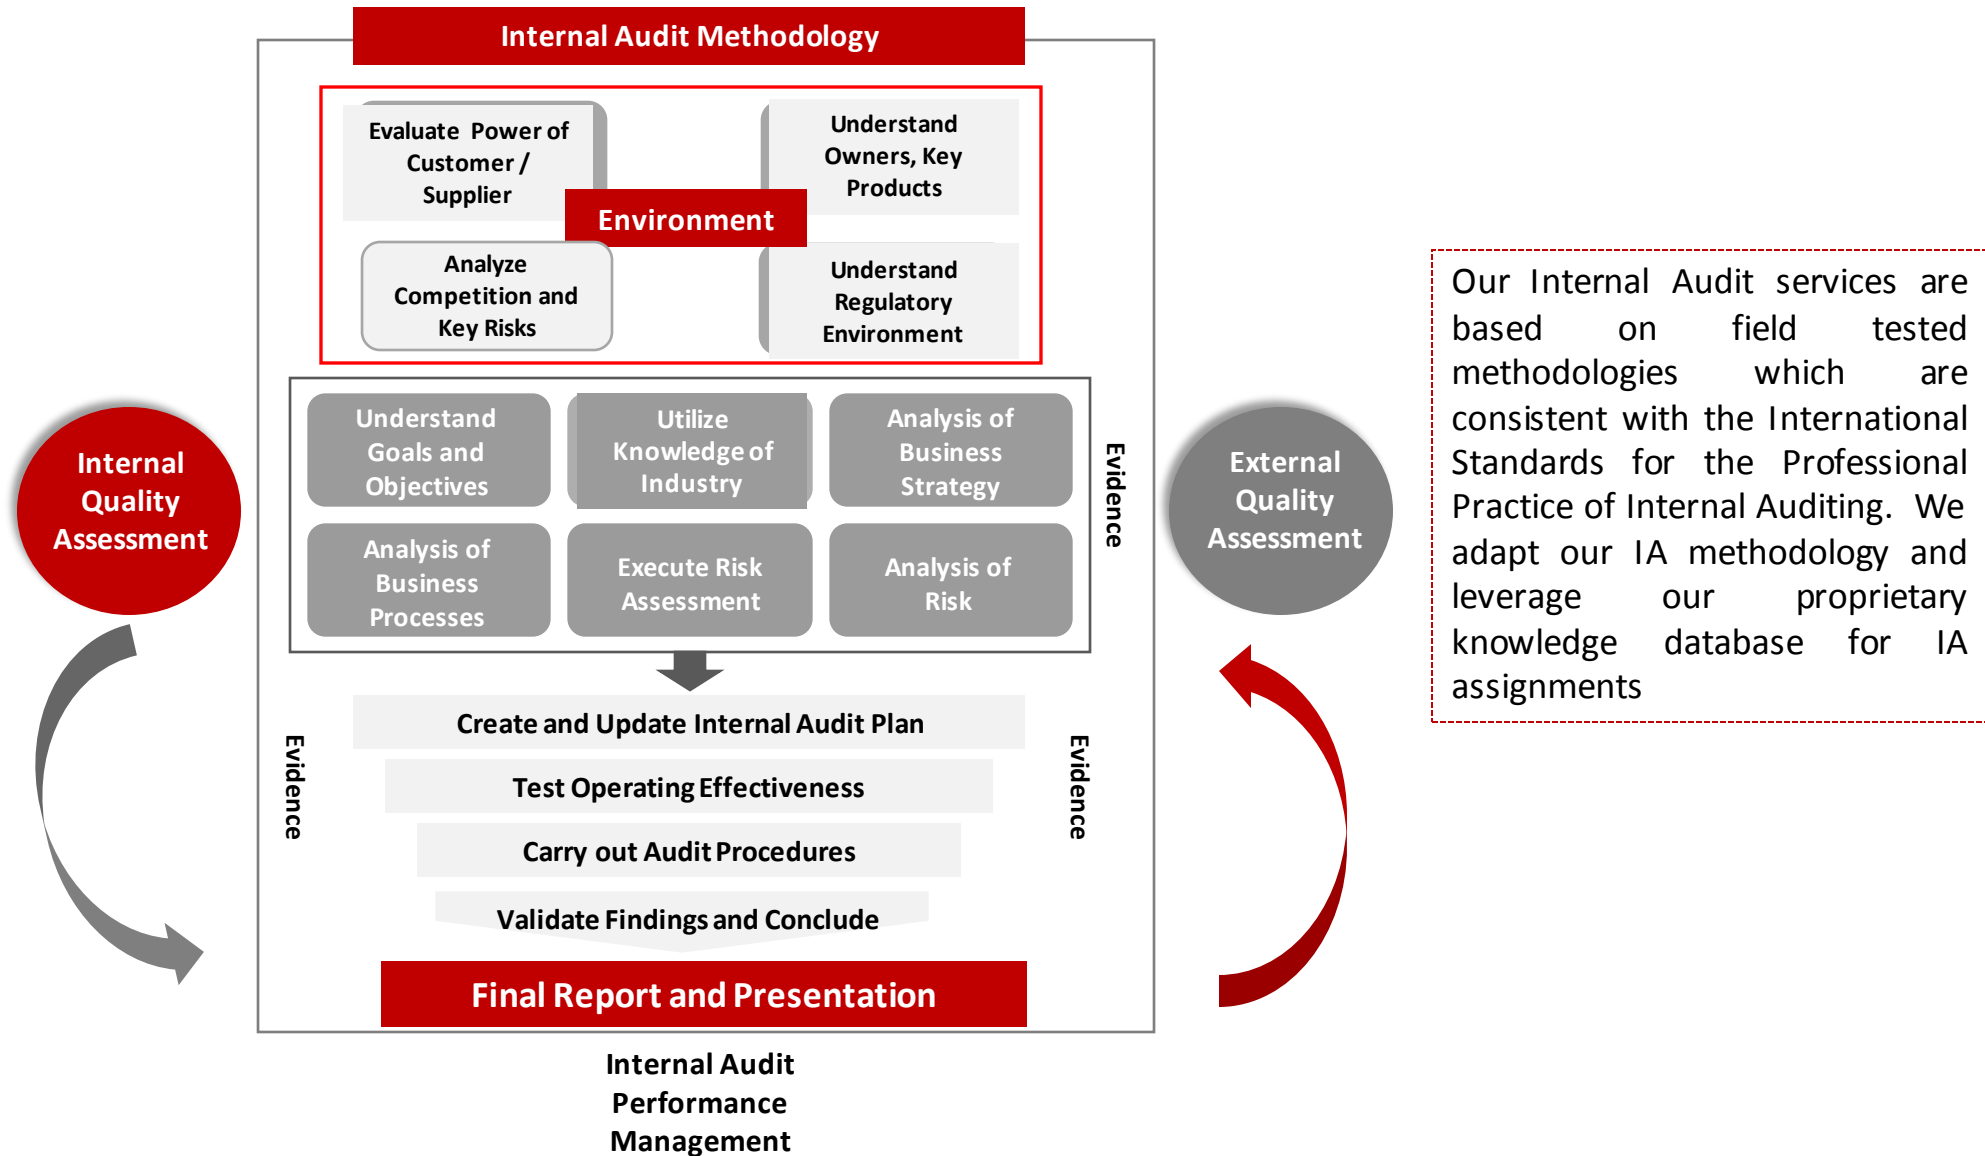 Internal Audit Methodology
Evaluate Power of
Customer /
Supplier
Understand
Owners, Key
Products
Environment
Analyze
Competition and
Key Risks
Understand
Regulatory
Environment
Understand
Goals and
Objectives
Utilize
Knowledge of
Industry
Analysis of
Business
Strategy
Analysis of
Business
Processes
Execute Risk
Assessment
Analysis of
Risk
Evidence
Internal
Quality
Assessment
External
Quality
Assessment
Create and Update Internal Audit Plan
Test Operating Effectiveness
Carry out Audit Procedures
Validate Findings and Conclude
Evidence
Evidence
Final Report and Presentation
Internal Audit
Performance
Management
Our Internal Audit services are
based on field tested
methodologies which are
consistent with the International
Standards for the Professional
Practice of Internal Auditing. We
adapt our IA methodology and
leverage our proprietary
knowledge database for IA
assignments